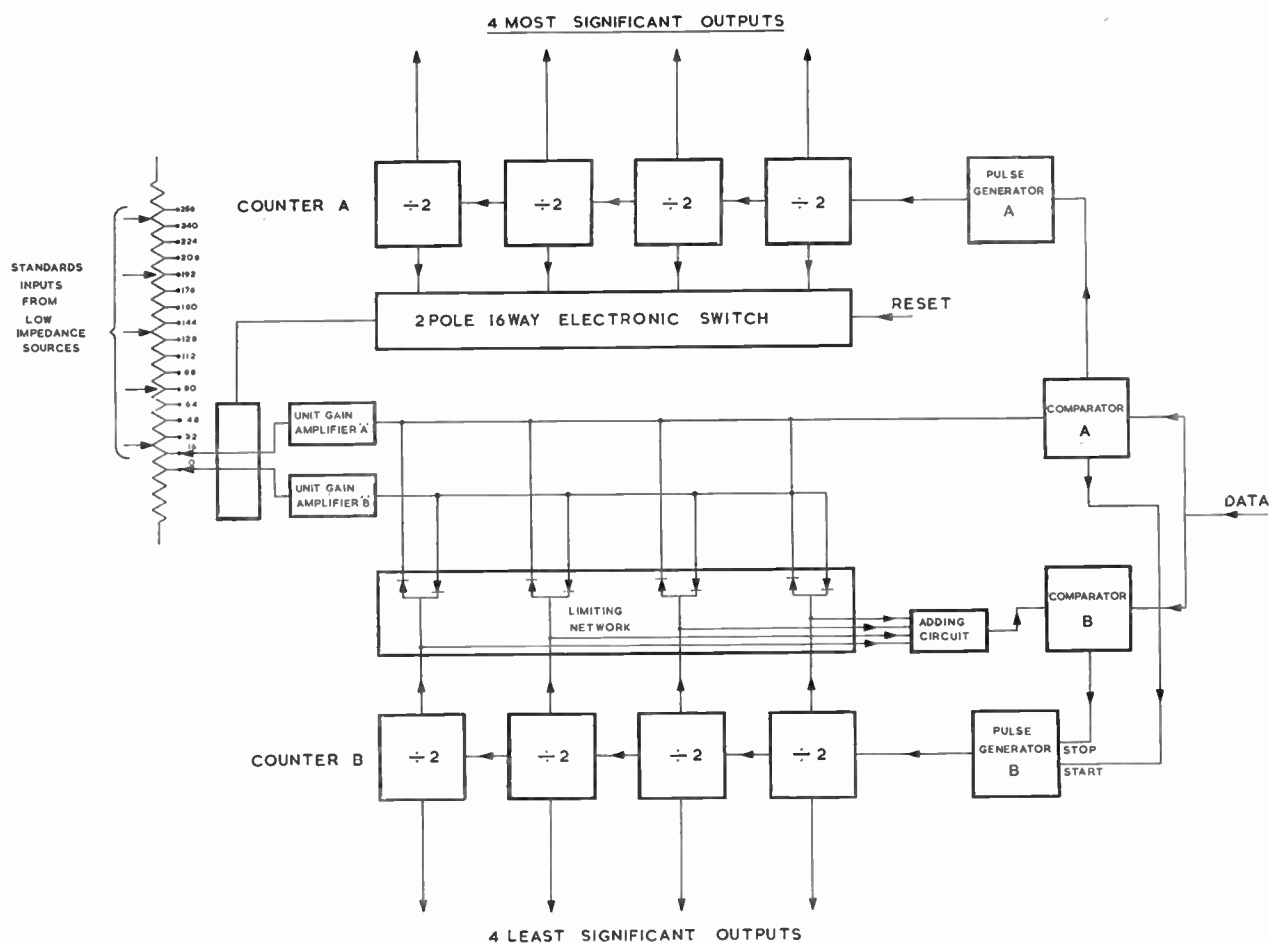 4 MOST SIGNIFICANT OUTPUTS
COUNTER A
÷2
÷2
÷2
÷2
PULSE
GENERATOR
A
STANDARDS
INPUTS
FROM
LOW
IMPEDANCE
SOURCES
256
240
224
208
192
176
160
144
128
112
80
64
48
32
16
0
2 POLE 16 WAY ELECTRONIC SWITCH
RESET
UNIT GAIN
AMPLIFIER A
UNIT GAIN
AMPLIFIER B
COMPARATOR
A
DATA
LIMITING
NETWORK
ADDING
CIRCUIT
COMPARATOR
B
COUNTER B
÷2
÷2
÷2
÷2
PULSE
GENERATOR
B
STOP
START
4 LEAST SIGNIFICANT OUTPUTS